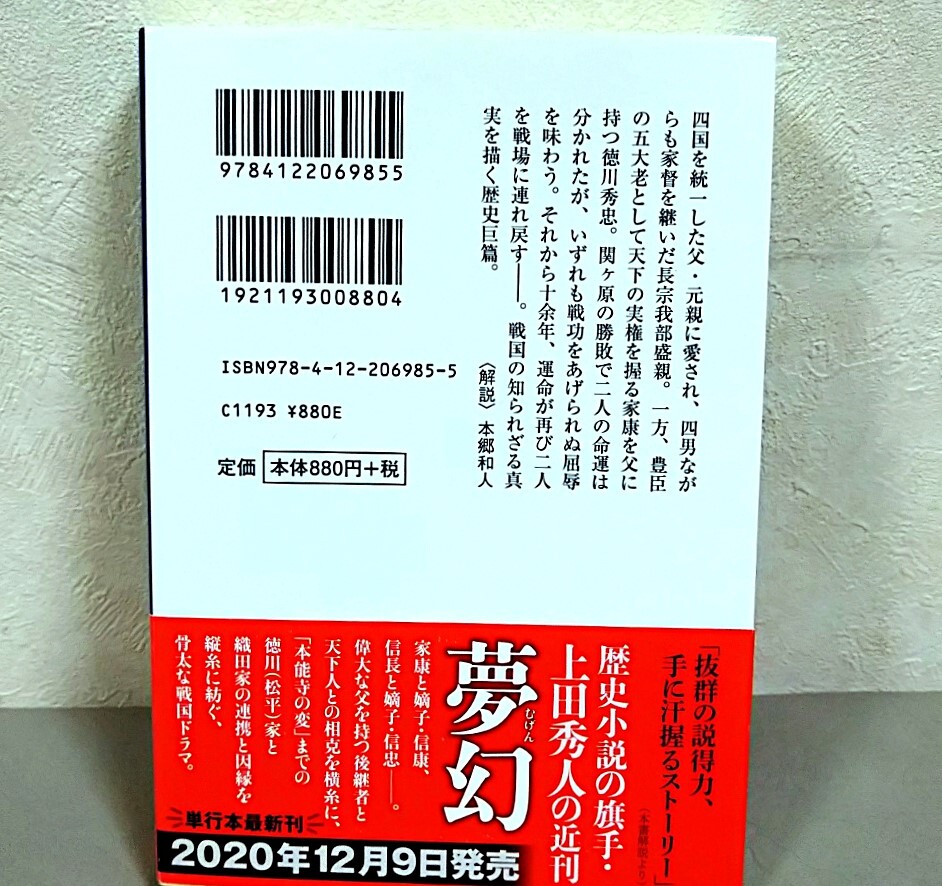 四国を統一した父・元親に愛され、四男なが
らも家督を継いだ長宗我部盛親。一方、豊臣
の五大老として天下の実権を握る家康を父に
持つ徳川秀忠。関ヶ原の勝敗で二人の命運は
分かれたが、いずれも戦功をあげられぬ屈辱
を味わう。それから十余年、運命が再び二人
を戦場に連れ戻す――。戦国の知られざる真
実を描く歴史巨篇。
〈解説〉本郷和人
9784122069855
1921193008804
ISBN978-4-12-206985-5
C1193 ¥880E
定価 本体880円+税
「抜群の説得力、
手に汗握るストーリー」
〈本書解説より〉
歴史小説の旗手・
上田秀人の近刊
夢幻
むげん
家康と嫡子・信康、
信長と嫡子・信忠――。
偉大な父を持つ後継者と
天下人との相克を横糸に、
「本能寺の変」までの
徳川(松平)家と
織田家の連携と因縁を
縦糸に紡ぐ、
骨太な戦国ドラマ。
単行本最新刊
2020年12月9日発売